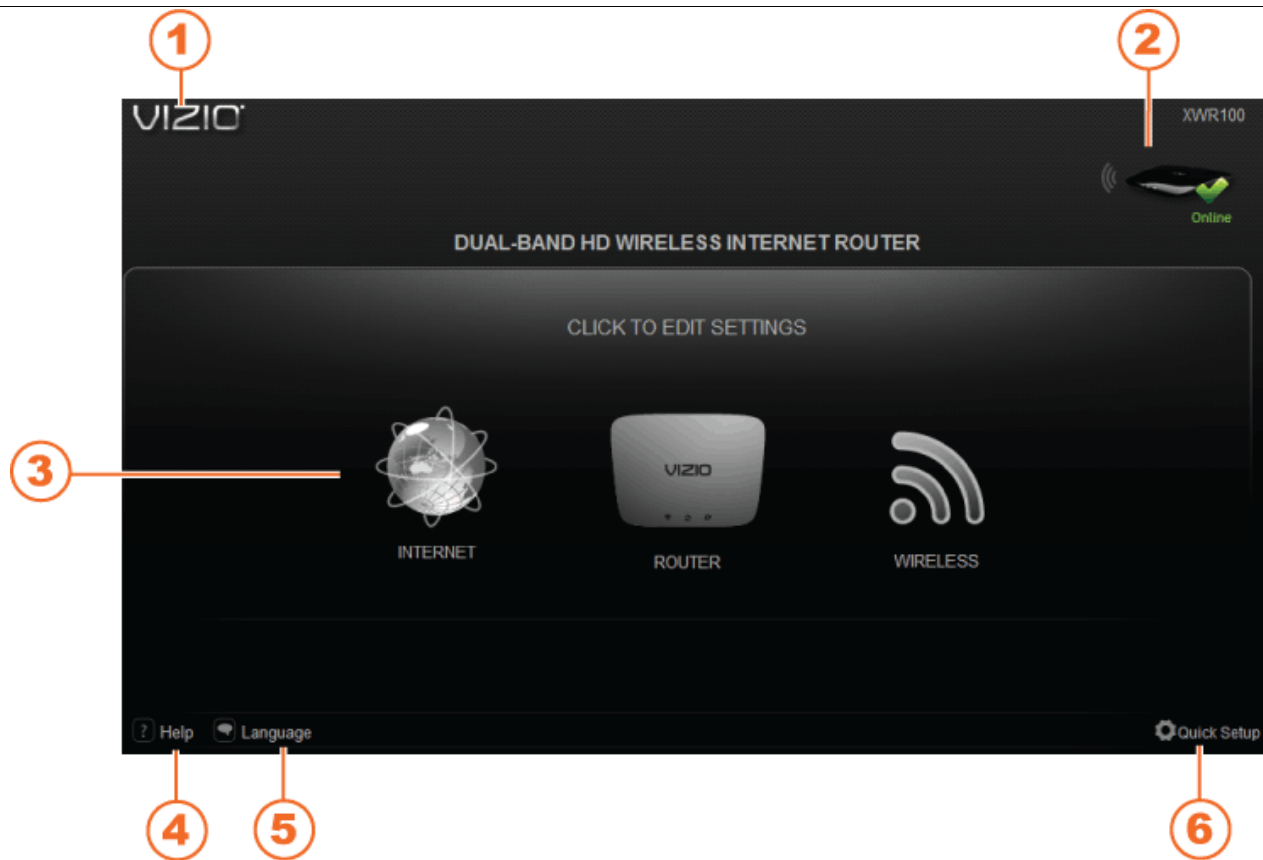 1
2
VIZIO
XWR100
Online
DUAL-BAND HD WIRELESS INTERNET ROUTER
CLICK TO EDIT SETTINGS
3
VIZIO
INTERNET
ROUTER
WIRELESS
? Help
Language
Quick Setup
4
5
6